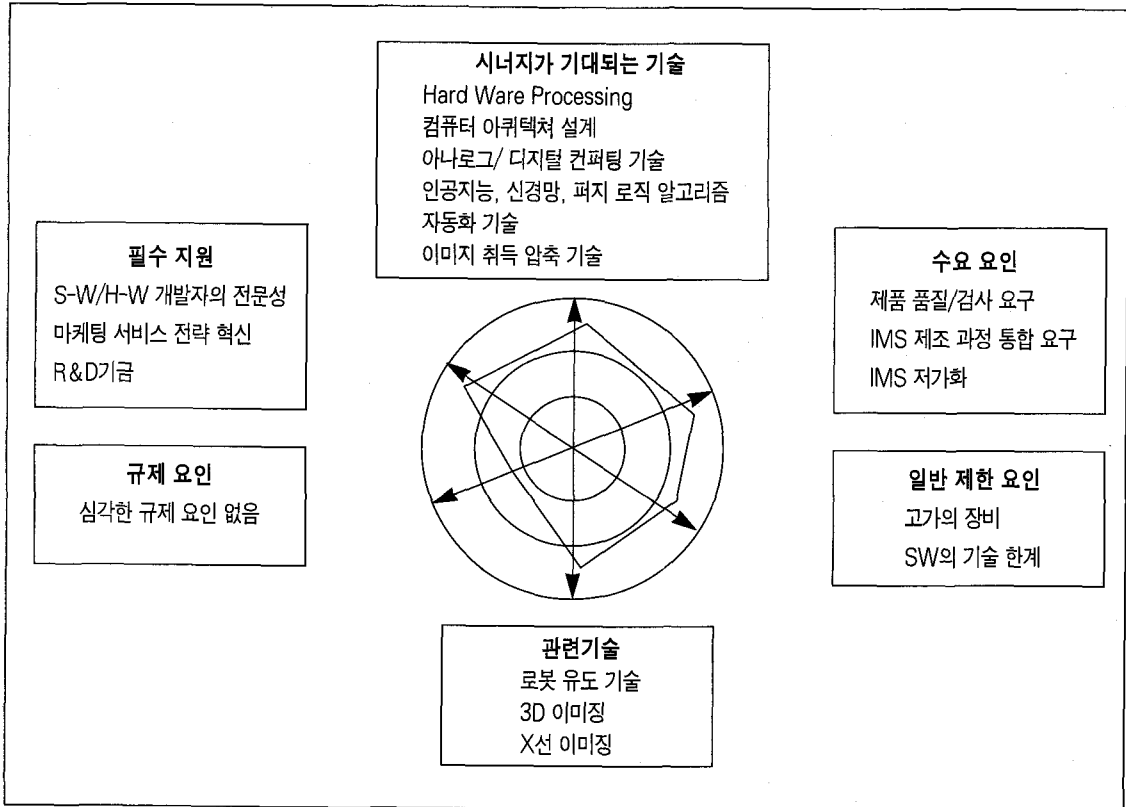 시너지가 기대되는 기술
Hard Ware Processing
컴퓨터 아퀴텍쳐 설계
아나로그/ 디지털 컨퍼팅 기술
인공지능, 신경망, 퍼지 로직 알고리즘
자동화 기술
이미지 취득 압축 기술
필수 지원
S-W/H-W 개발자의 전문성
마케팅 서비스 전략 혁신
R&D기금
수요 요인
제품 품질/검사 요구
IMS 제조 과정 통합 요구
IMS 저가화
규제 요인
심각한 규제 요인 없음
일반 제한 요인
고가의 장비
SW의 기술 한계
관련기술
로봇 유도 기술
3D 이미징
X선 이미징